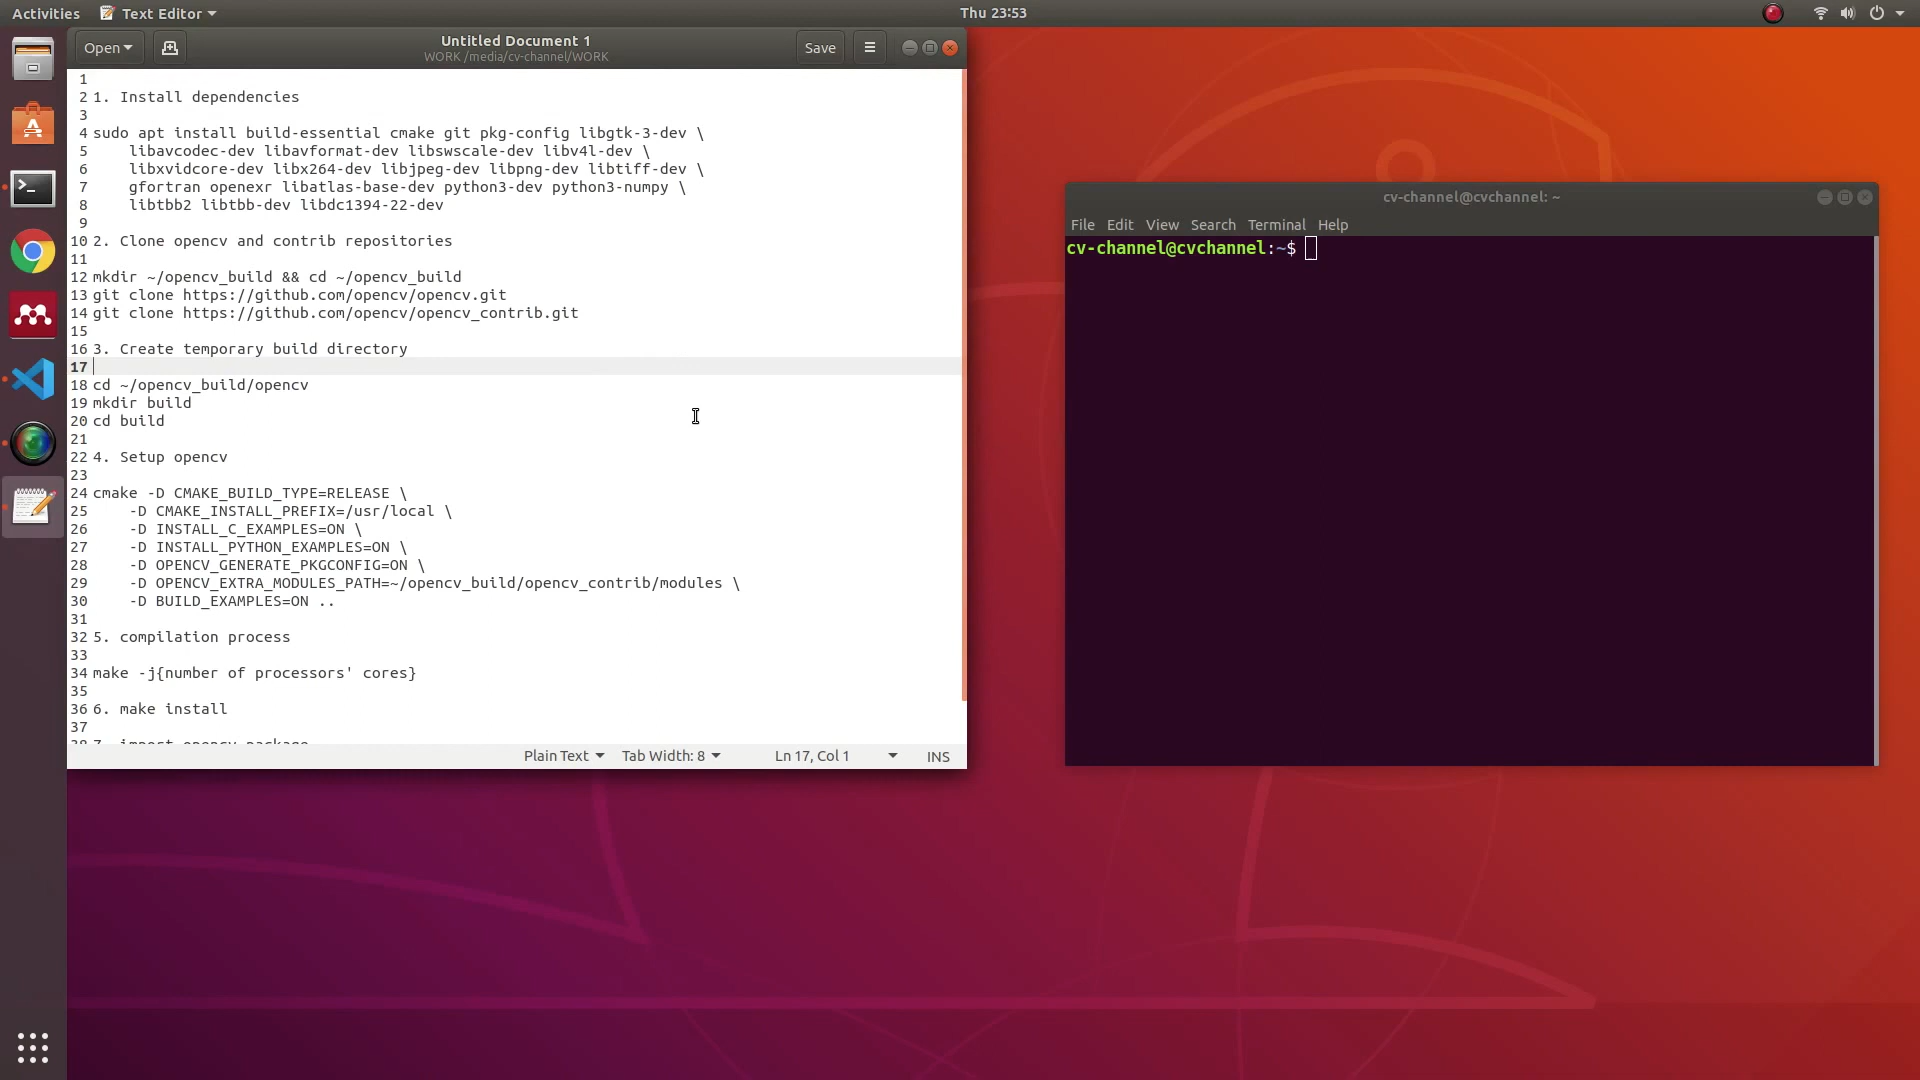 Activities Text Editor Thu 23:53
Open Untitled Document 1 Save
WORK /media/cv-channel/WORK
1
2 1. Install dependencies
3
4 sudo apt install build-essential cmake git pkg-config libgtk-3-dev \
5     libavcodec-dev libavformat-dev libswscale-dev libv4l-dev \
6     libxvidcore-dev libx264-dev libjpeg-dev libpng-dev libtiff-dev \
7     gfortran openexr libatlas-base-dev python3-dev python3-numpy \
8     libtbb2 libtbb-dev libdc1394-22-dev
9
10 2. Clone opencv and contrib repositories
11
12 mkdir ~/opencv_build && cd ~/opencv_build
13 git clone https://github.com/opencv/opencv.git
14 git clone https://github.com/opencv/opencv_contrib.git
15
16 3. Create temporary build directory
17
18 cd ~/opencv_build/opencv
19 mkdir build
20 cd build
21
22 4. Setup opencv
23
24 cmake -D CMAKE_BUILD_TYPE=RELEASE \
25     -D CMAKE_INSTALL_PREFIX=/usr/local \
26     -D INSTALL_C_EXAMPLES=ON \
27     -D INSTALL_PYTHON_EXAMPLES=ON \
28     -D OPENCV_GENERATE_PKGCONFIG=ON \
29     -D OPENCV_EXTRA_MODULES_PATH=~/opencv_build/opencv_contrib/modules \
30     -D BUILD_EXAMPLES=ON ..
31
32 5. compilation process
33
34 make -j{number of processors' cores}
35
36 6. make install
37
38 7. import opencv package
Plain Text Tab Width: 8 Ln 17, Col 1 INS
cv-channel@cvchannel: ~
File Edit View Search Terminal Help
cv-channel@cvchannel:~$